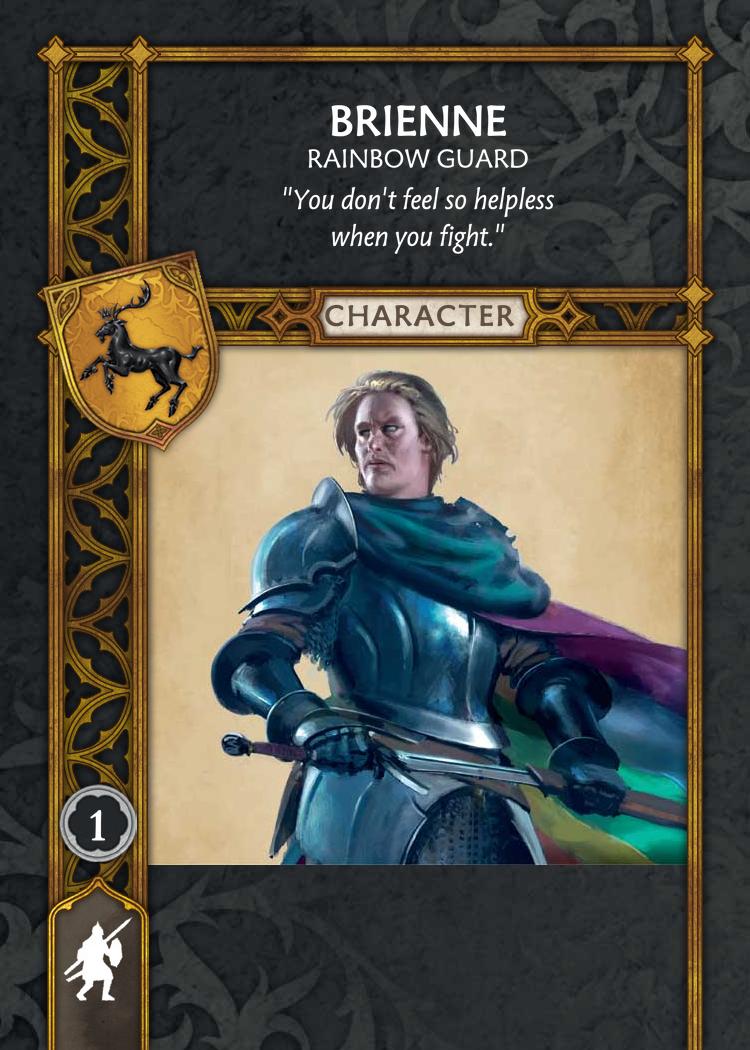 BRIENNE
RAINBOW GUARD
"You don't feel so helpless
when you fight."
CHARACTER
1